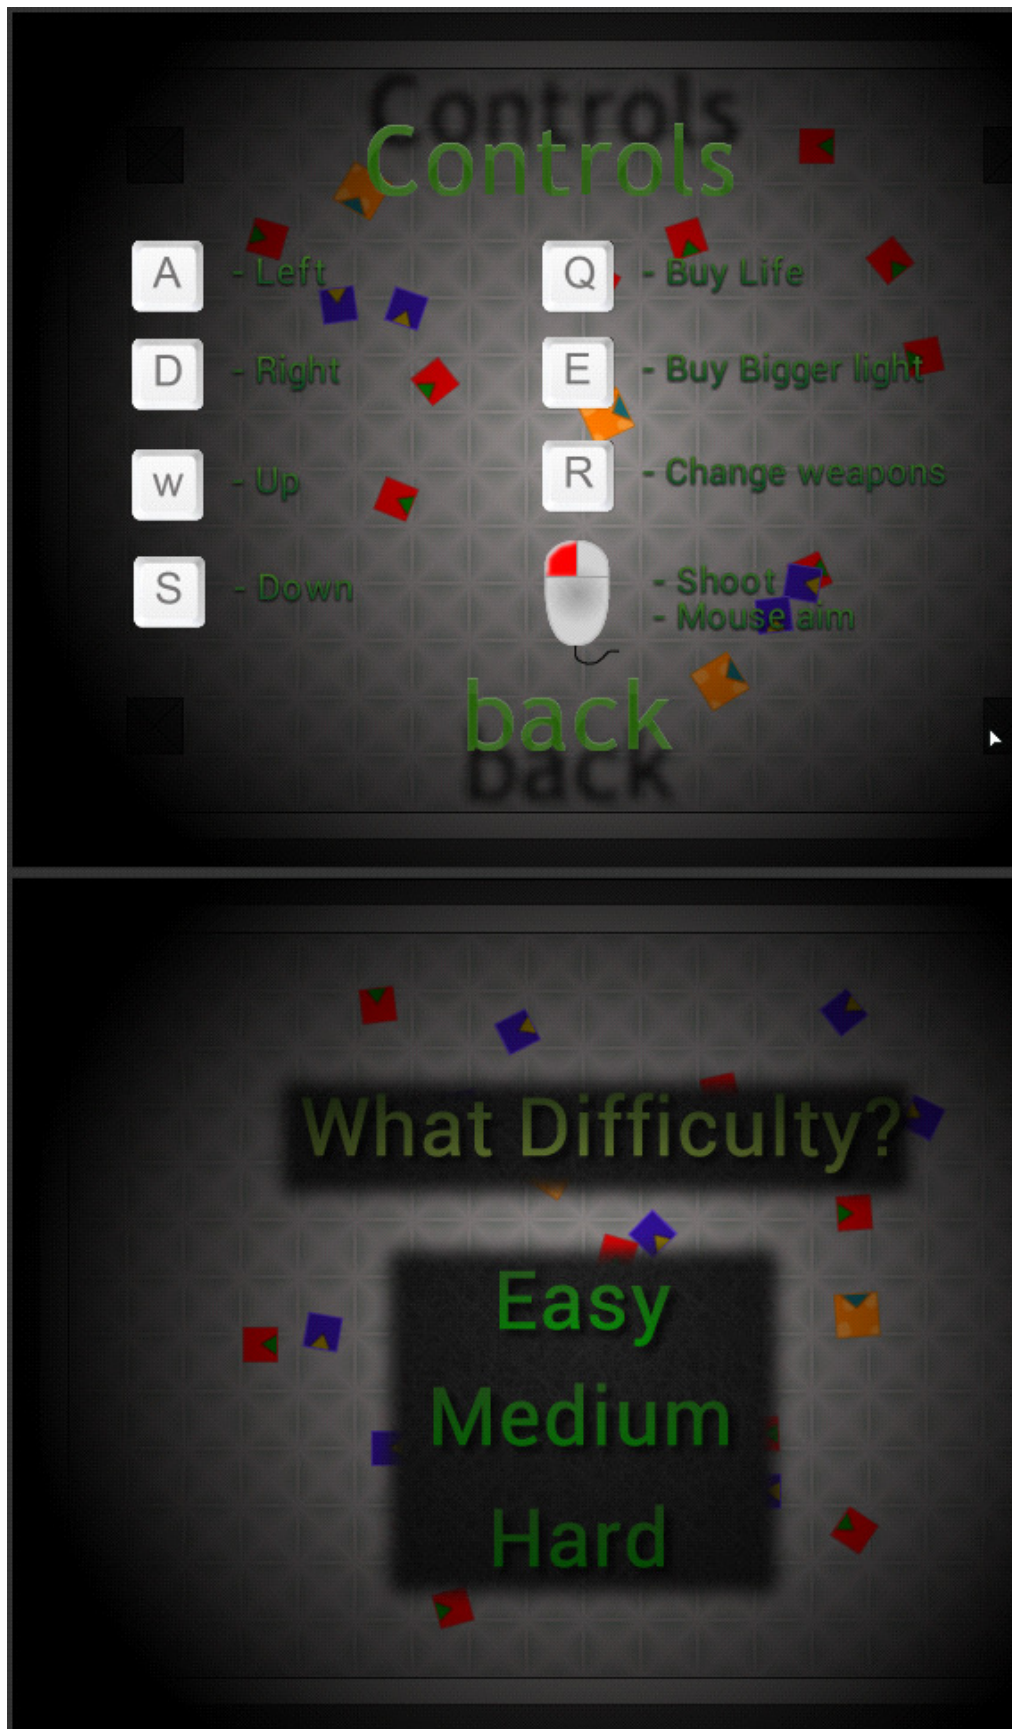 Controls
A - Left
Q - Buy Life
D - Right
E - Buy Bigger light
w - Up
R - Change weapons
S - Down
- Shoot
- Mouse aim
back
What Difficulty?
Easy
Medium
Hard